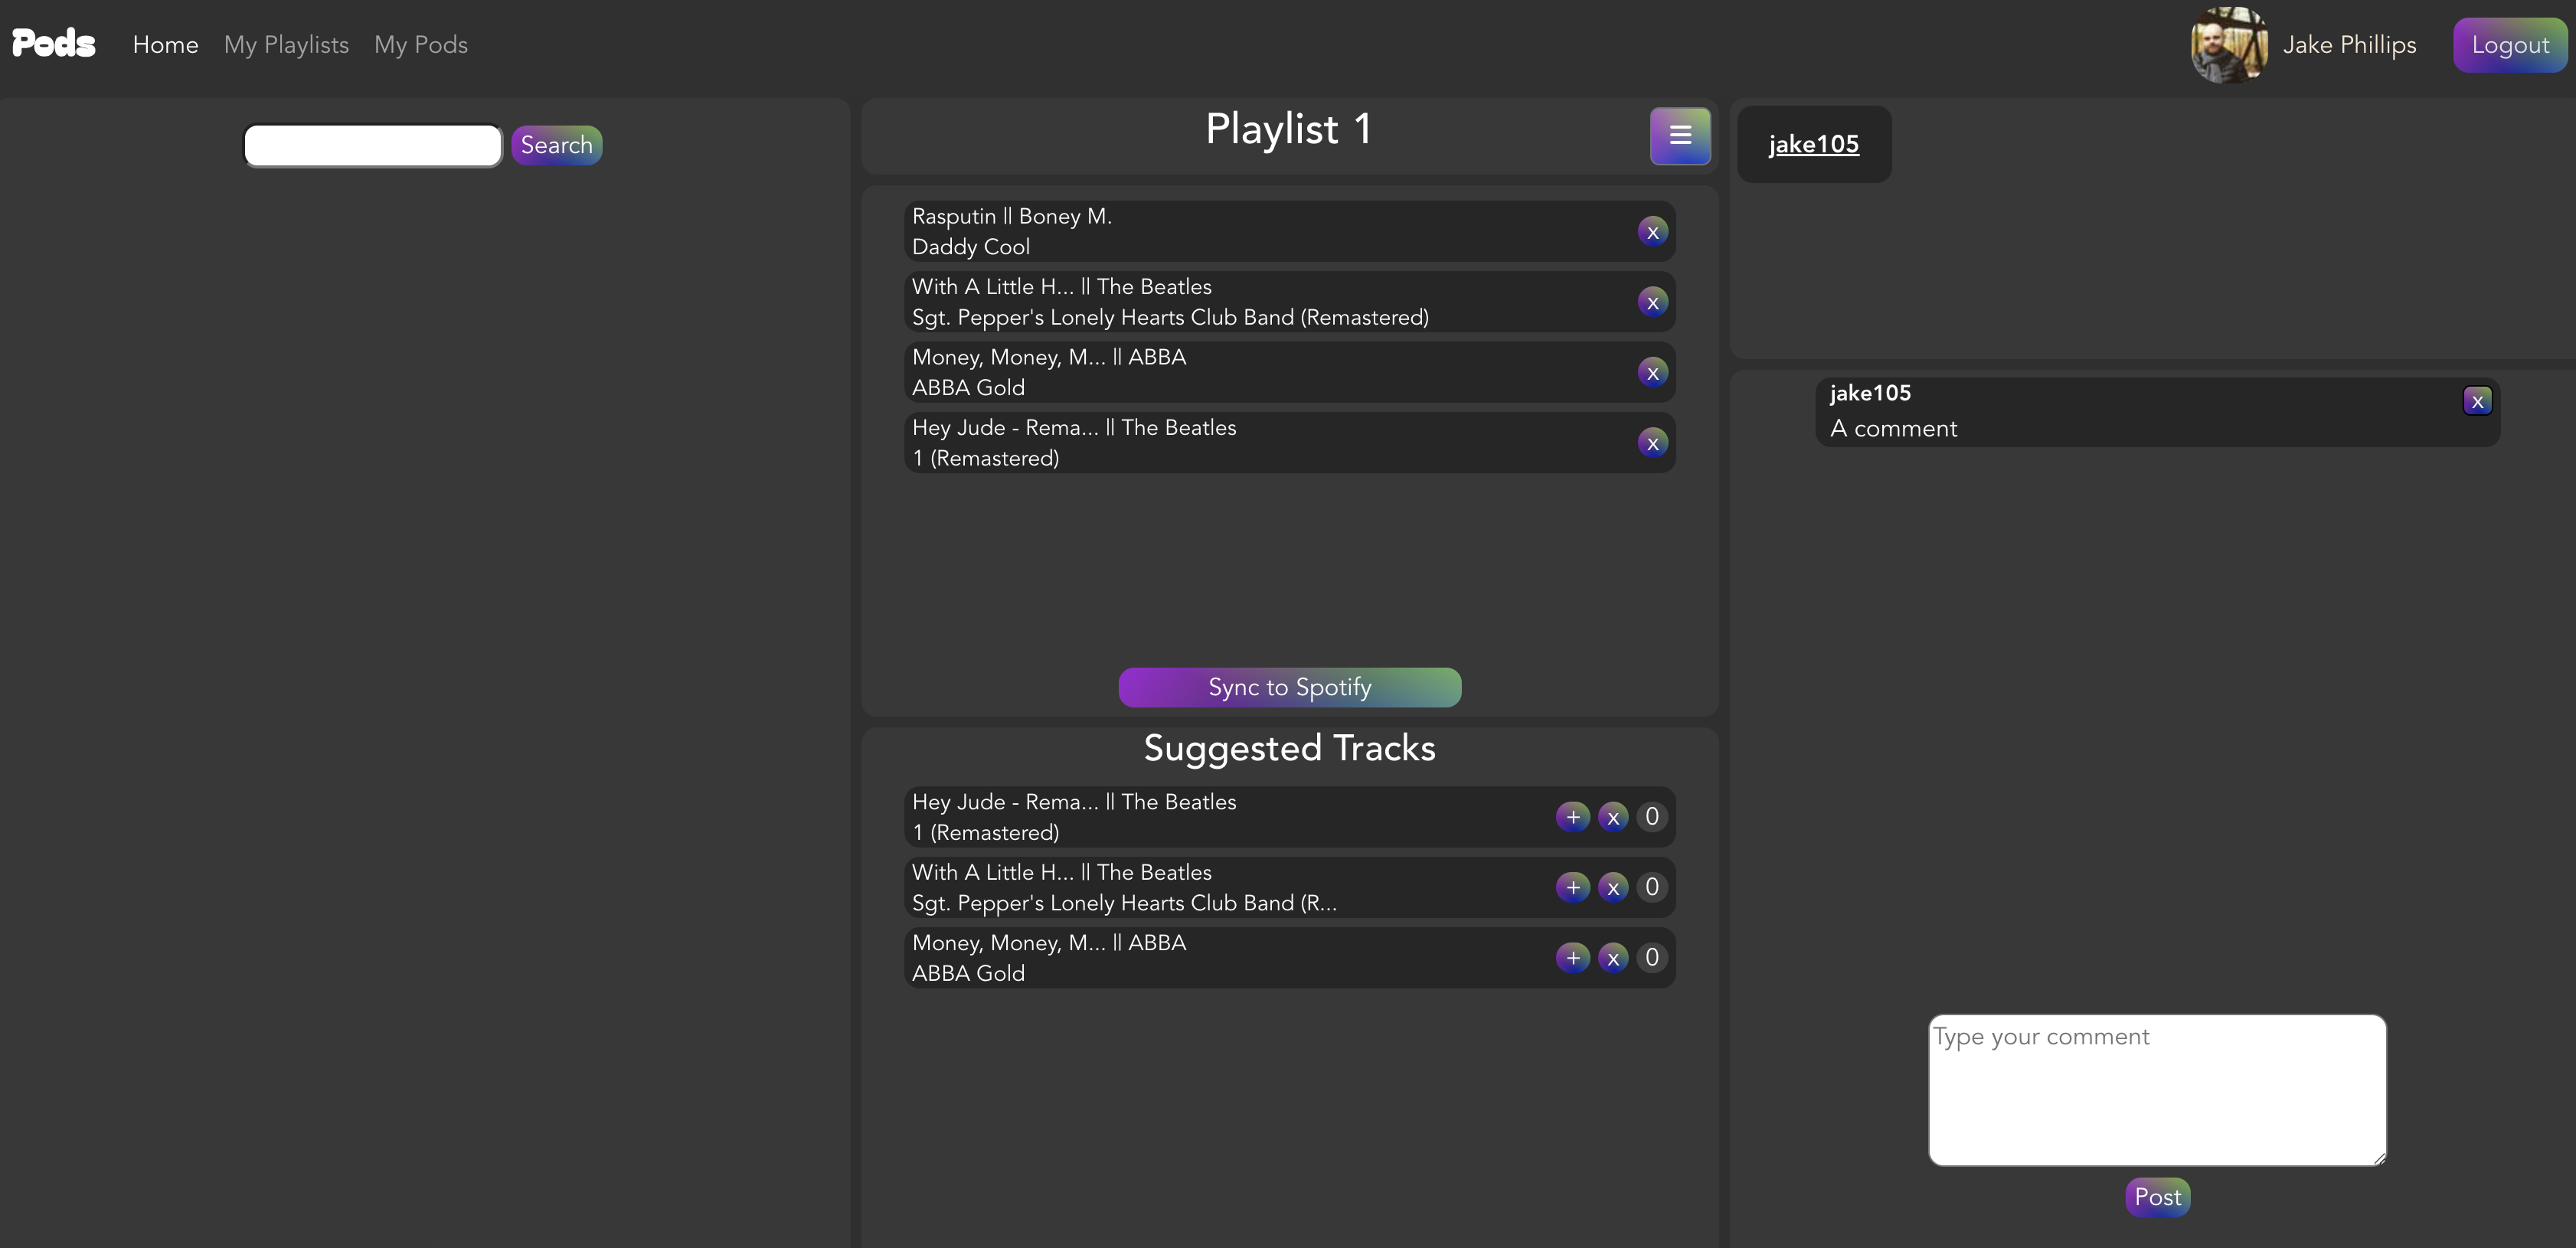 Pods
Home
My Playlists
My Pods
Jake Phillips
Logout
Search
Playlist 1
Rasputin || Boney M.
Daddy Cool
x
With A Little H... || The Beatles
Sgt. Pepper's Lonely Hearts Club Band (Remastered)
x
Money, Money, M... || ABBA
ABBA Gold
x
Hey Jude - Rema... || The Beatles
1 (Remastered)
x
Sync to Spotify
Suggested Tracks
Hey Jude - Rema... || The Beatles
1 (Remastered)
+ x 0
With A Little H... || The Beatles
Sgt. Pepper's Lonely Hearts Club Band (R...
+ x 0
Money, Money, M... || ABBA
ABBA Gold
+ x 0
jake105
jake105
x
A comment
Type your comment
Post